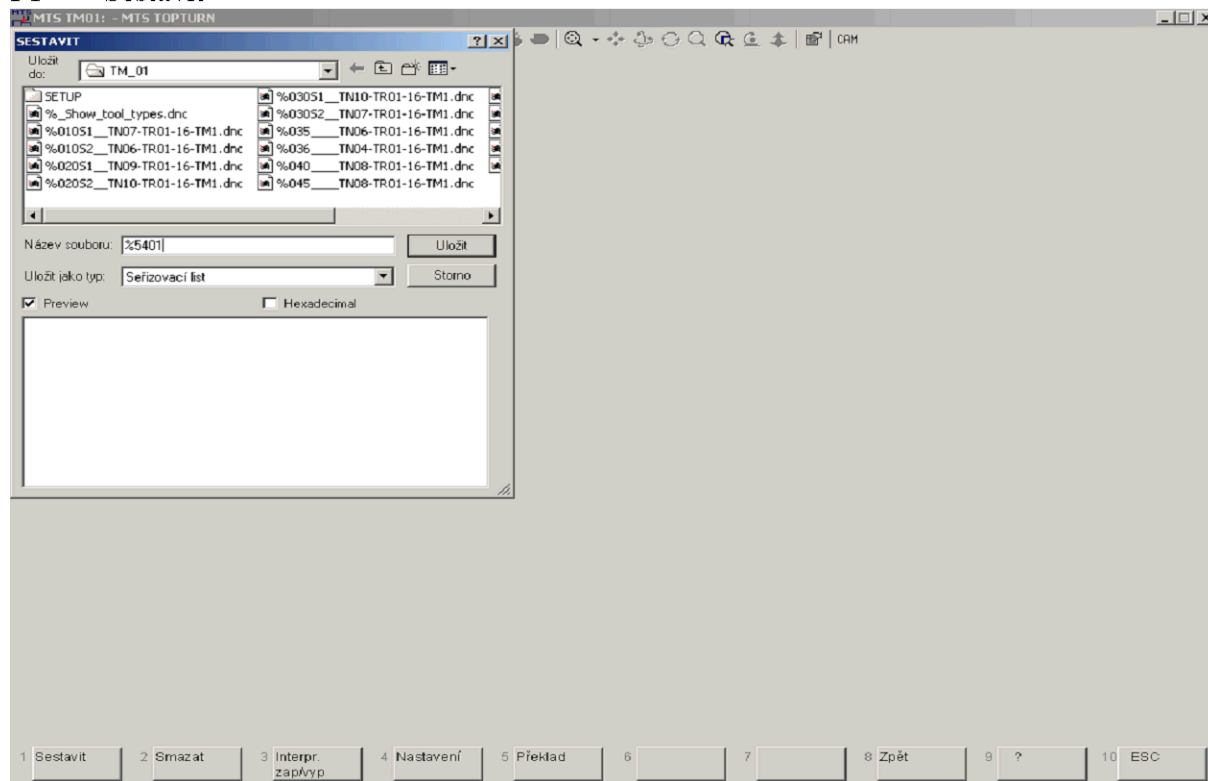 MTS TM01: - MTS TOPTURN
SESTAVIT
CAM
Uložit do: TM_01
SETUP
%_Show_tool_types.dnc
%010S1__TN07-TR01-16-TM1.dnc
%010S2__TN06-TR01-16-TM1.dnc
%020S1__TN09-TR01-16-TM1.dnc
%020S2__TN10-TR01-16-TM1.dnc
%030S1__TN10-TR01-16-TM1.dnc
%030S2__TN07-TR01-16-TM1.dnc
%035____TN06-TR01-16-TM1.dnc
%036____TN04-TR01-16-TM1.dnc
%040____TN08-TR01-16-TM1.dnc
%045____TN08-TR01-16-TM1.dnc
Název souboru: %5401 Uložit
Uložit jako typ: Seřizovací list Storno
Preview Hexadecimal
1 Sestavit 2 Smazat 3 Interpr. zap/vyp 4 Nastavení 5 Překlad 6 7 8 Zpět 9 ? 10 ESC